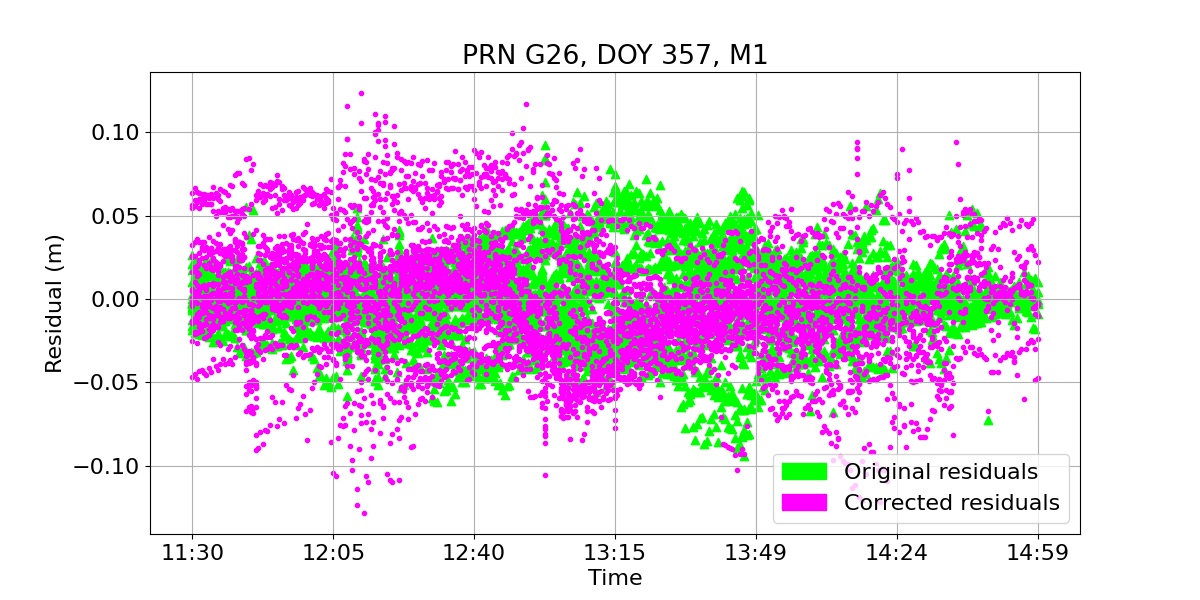 PRN G26, DOY 357, M1
Residual (m)
0.10
0.05
0.00
−0.05
−0.10
Original residuals
Corrected residuals
11:30 12:05 12:40 13:15 13:49 14:24 14:59
Time